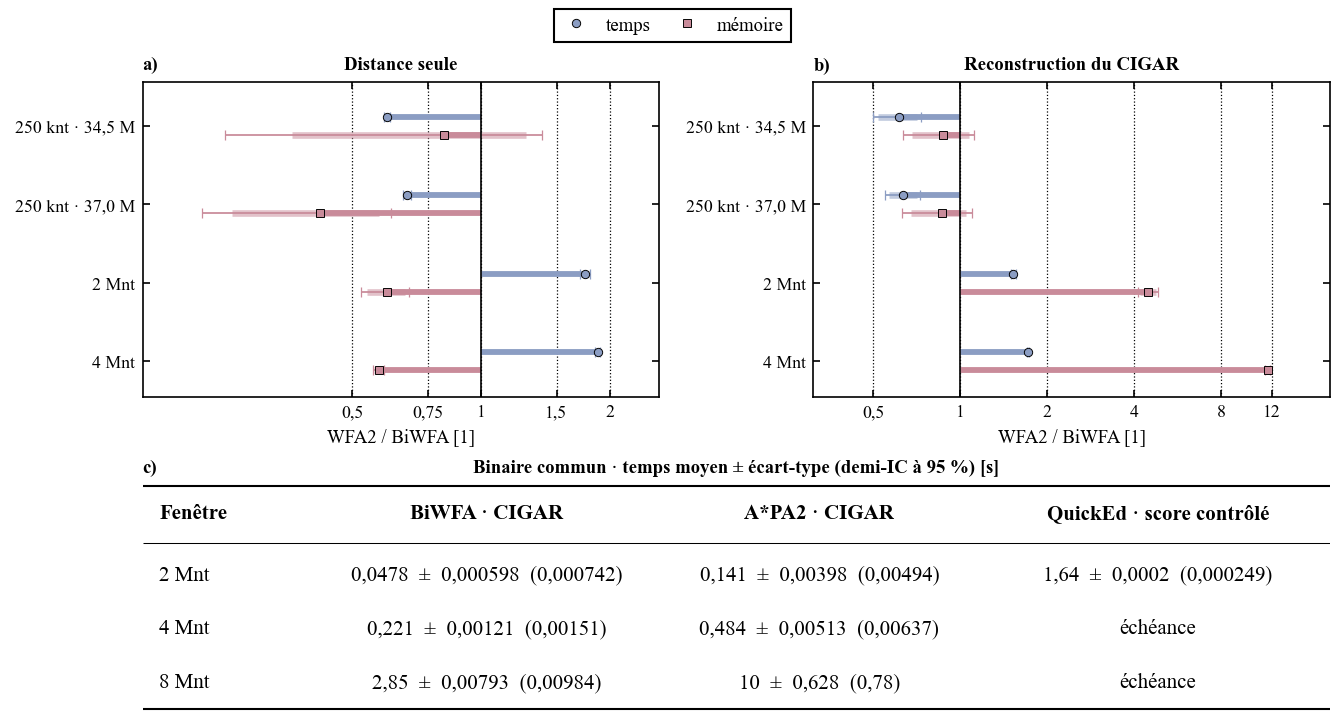 temps mémoire
a) Distance seule
250 knt · 34,5 M
250 knt · 37,0 M
2 Mnt
4 Mnt
0,5 0,75 1 1,5 2
WFA2 / BiWFA [1]
b) Reconstruction du CIGAR
250 knt · 34,5 M
250 knt · 37,0 M
2 Mnt
4 Mnt
0,5 1 2 4 8 12
WFA2 / BiWFA [1]
c) Binaire commun · temps moyen ± écart-type (demi-IC à 95 %) [s]
Fenêtre BiWFA · CIGAR A*PA2 · CIGAR QuickEd · score contrôlé
2 Mnt 0,0478 ± 0,000598 (0,000742) 0,141 ± 0,00398 (0,00494) 1,64 ± 0,0002 (0,000249)
4 Mnt 0,221 ± 0,00121 (0,00151) 0,484 ± 0,00513 (0,00637) échéance
8 Mnt 2,85 ± 0,00793 (0,00984) 10 ± 0,628 (0,78) échéance